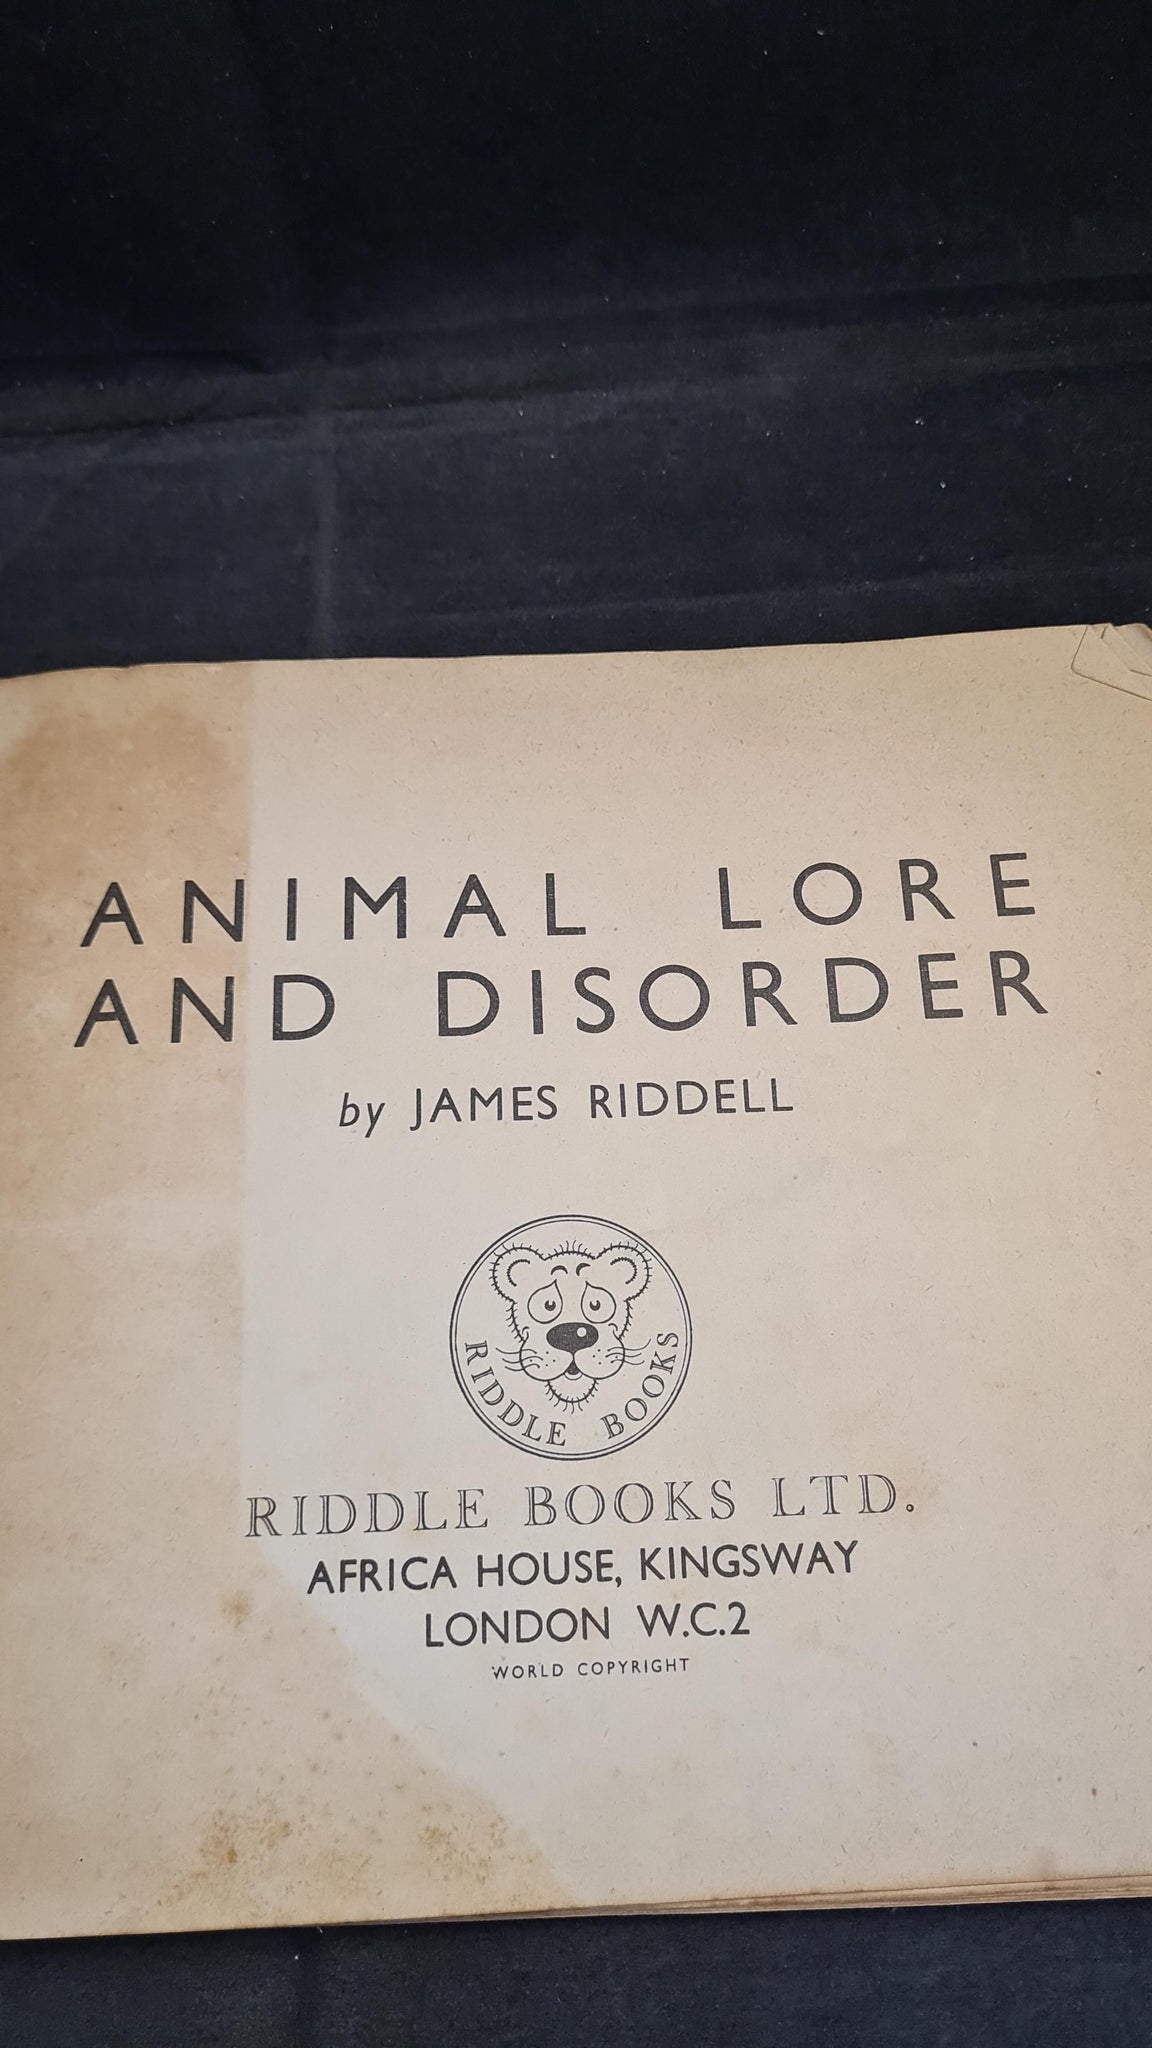 ANIMAL LORE
AND DISORDER
by JAMES RIDDELL
RIDDLE BOOKS
RIDDLE BOOKS LTD.
AFRICA HOUSE, KINGSWAY
LONDON W.C.2
WORLD COPYRIGHT